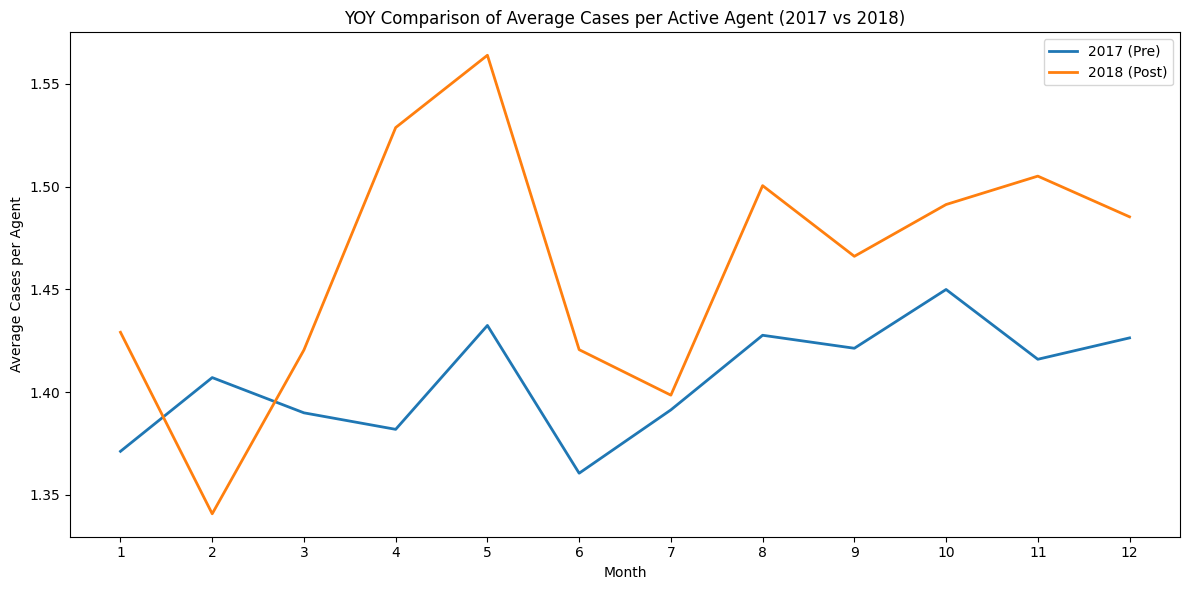 YOY Comparison of Average Cases per Active Agent (2017 vs 2018)
2017 (Pre)
2018 (Post)
Average Cases per Agent
1.55
1.50
1.45
1.40
1.35
1 2 3 4 5 6 7 8 9 10 11 12
Month